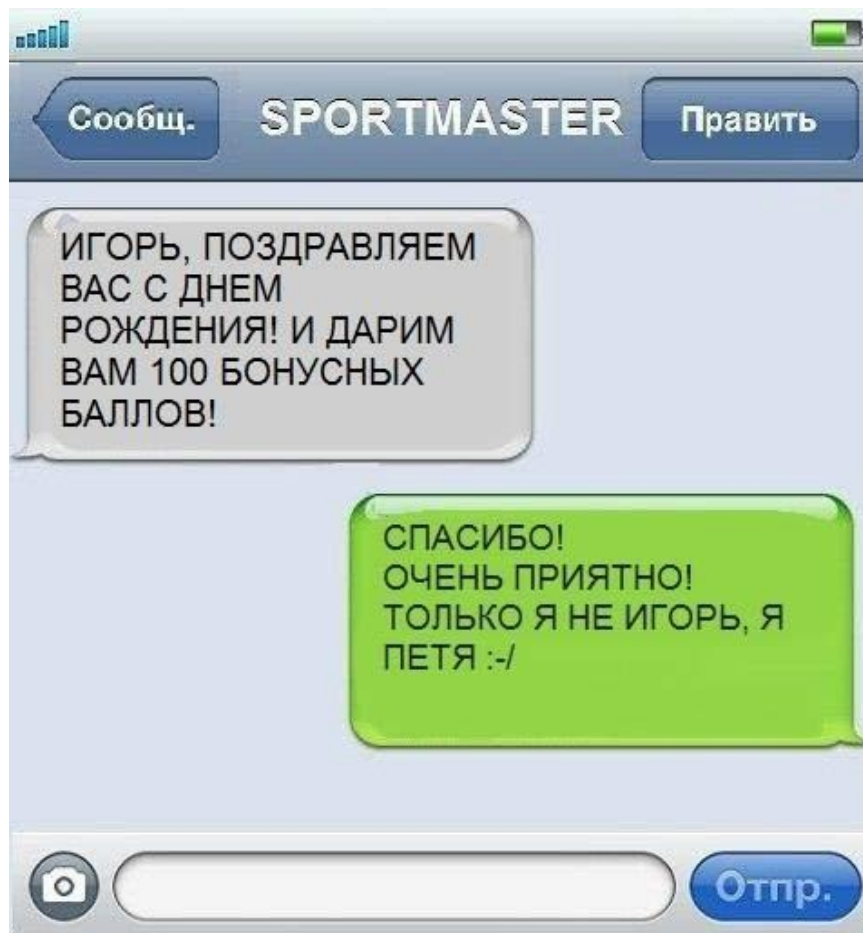 Сообщ. SPORTMASTER Править
ИГОРЬ, ПОЗДРАВЛЯЕМ
ВАС С ДНЕМ
РОЖДЕНИЯ! И ДАРИМ
ВАМ 100 БОНУСНЫХ
БАЛЛОВ!
СПАСИБО!
ОЧЕНЬ ПРИЯТНО!
ТОЛЬКО Я НЕ ИГОРЬ, Я
ПЕТЯ :-/
Отпр.